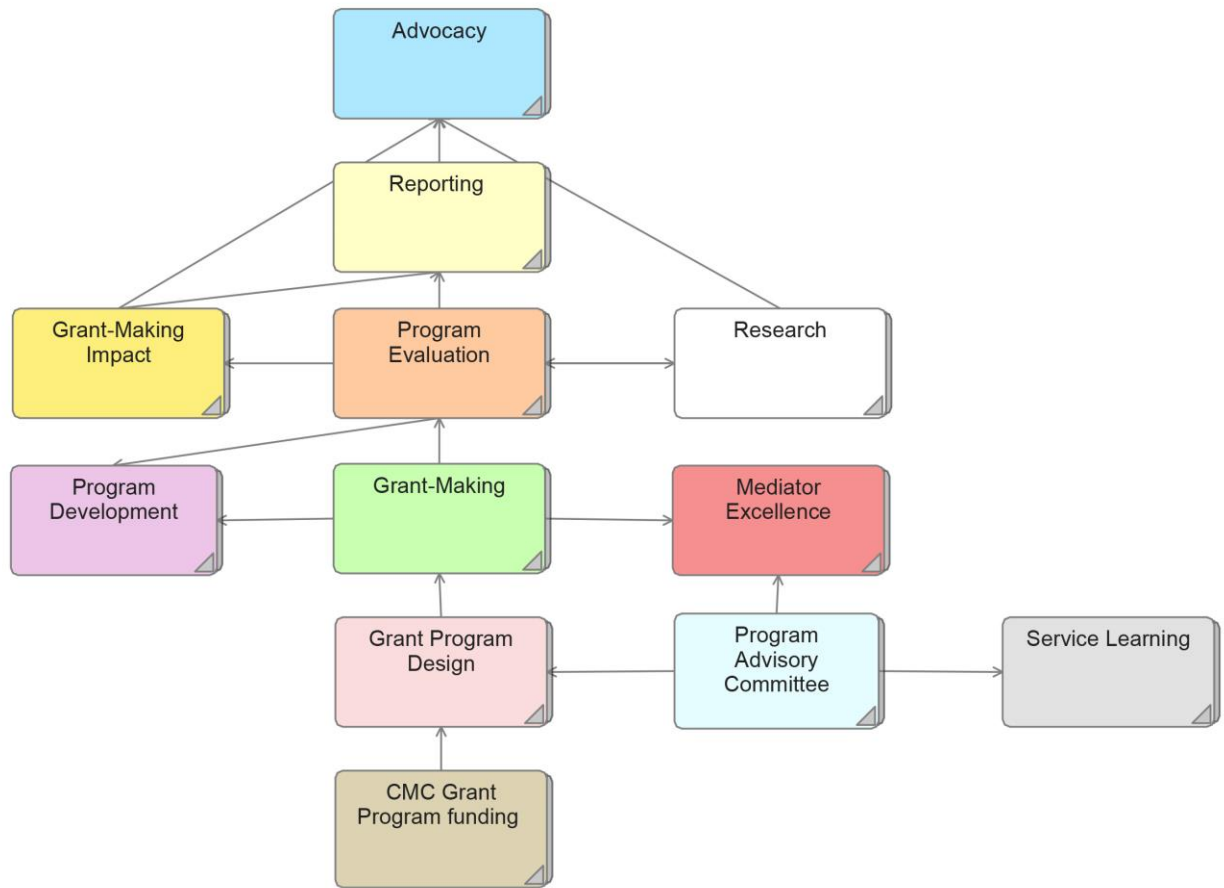 Advocacy
Reporting
Grant-Making
Impact
Program
Evaluation
Research
Program
Development
Grant-Making
Mediator
Excellence
Grant Program
Design
Program
Advisory
Committee
Service Learning
CMC Grant
Program funding